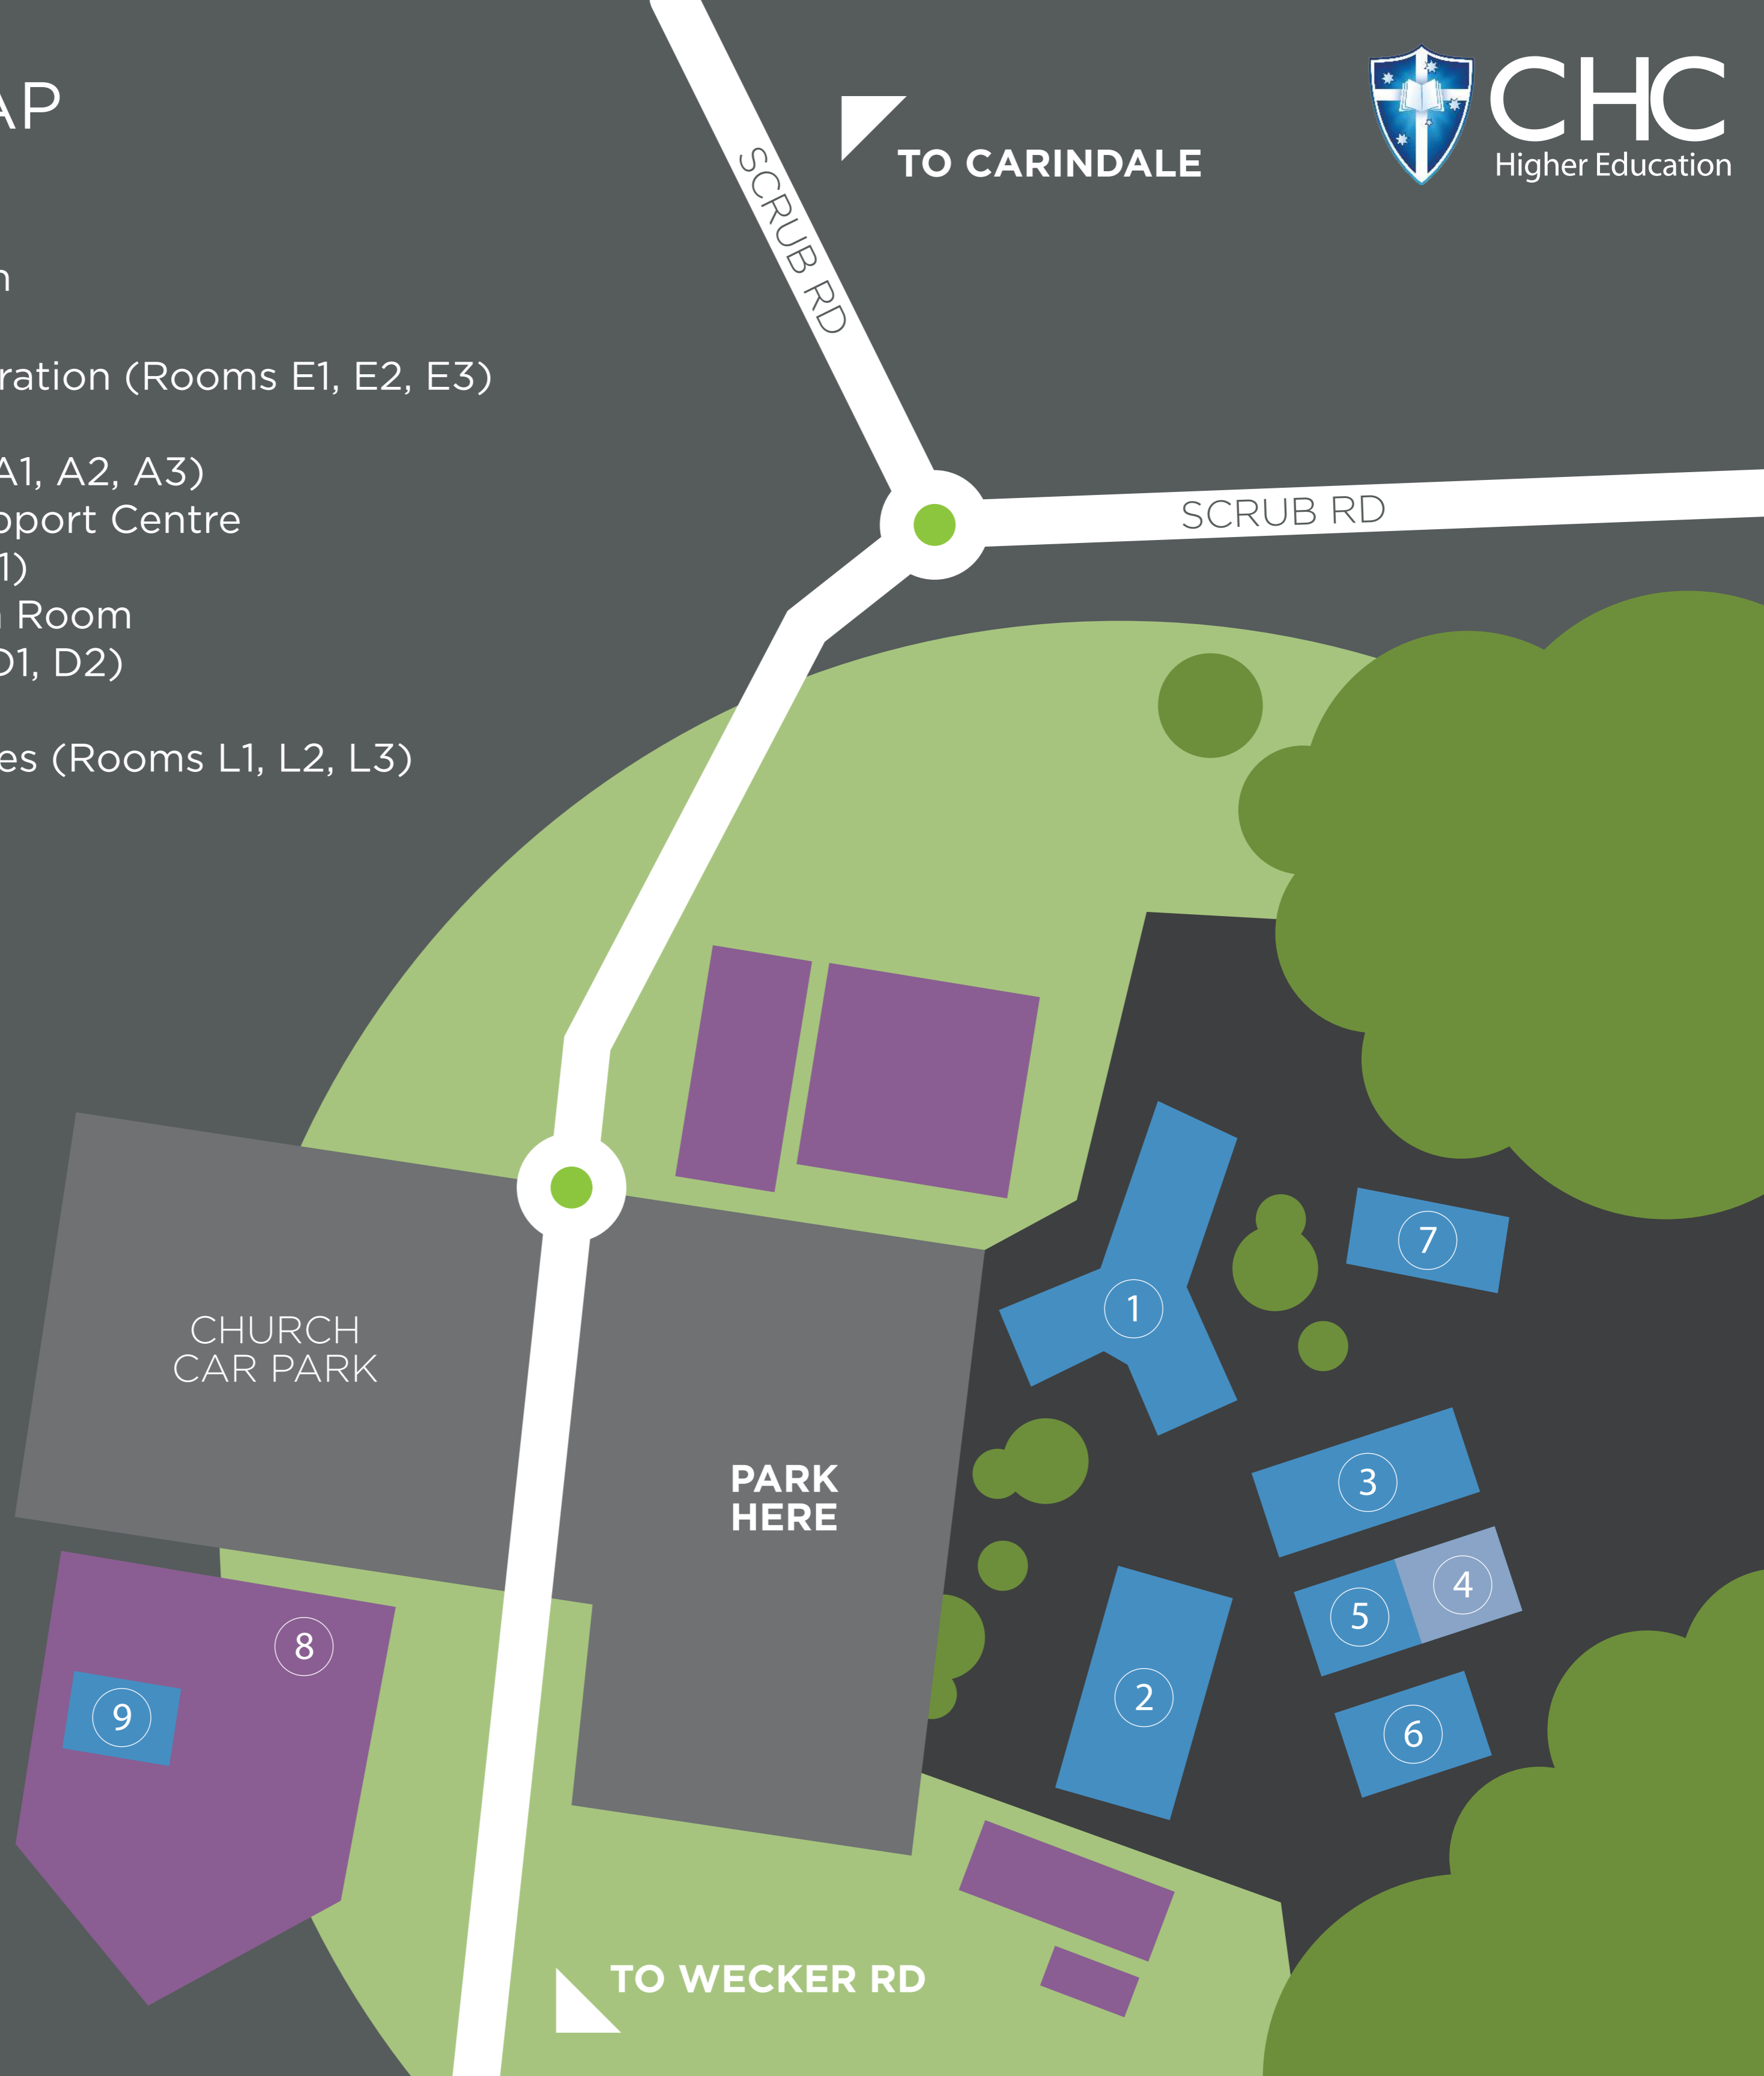 AP
CHC
Higher Education
TO CARINDALE
SCRUB RD
n
ration (Rooms E1, E2, E3)
A1, A2, A3)
pport Centre
1)
Room
D1, D2)
es (Rooms L1, L2, L3)
SCRUB RD
7
1
CHURCH
CAR PARK
PARK
HERE
3
4
5
8
2
9
6
TO WECKER RD